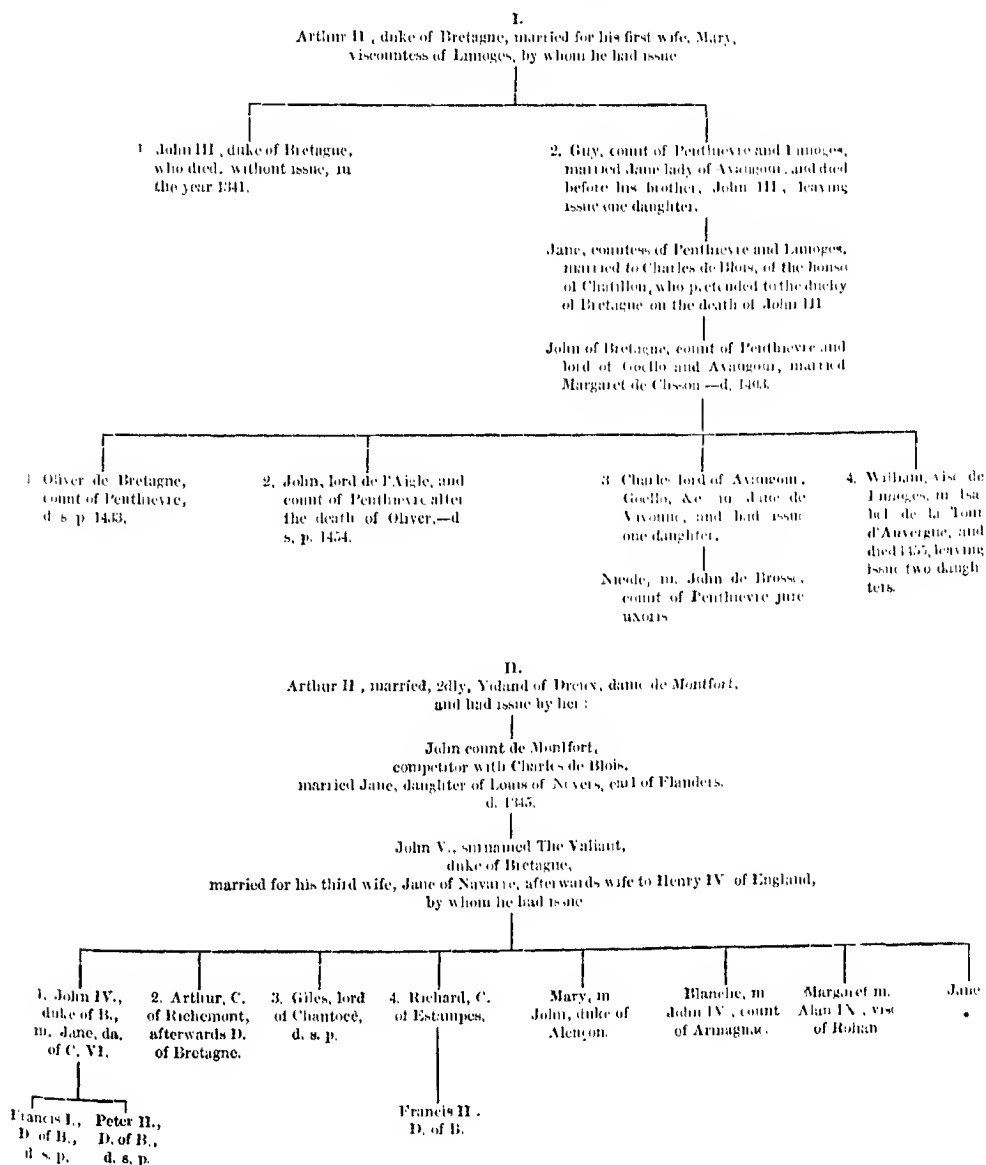 I.
Arthur II, duke of Bretagne, married for his first wife, Mary,
viscountess of Limoges, by whom he had issue
1 John III, duke of Bretagne,
who died, without issue, in
the year 1341.
2. Guy, count of Penthievre and Limoges,
married Jane lady of Avaugour, and died
before his brother, John III, leaving
issue one daughter.
Jane, countess of Penthievre and Limoges,
married to Charles de Blois, of the house
of Chatillon, who pretended to the duchy
of Bretagne on the death of John III
John of Bretagne, count of Penthievre and
lord of Goello and Avaugour, married
Margaret de Clisson—d. 1403.
1 Oliver de Bretagne,
count of Penthievre,
d s p 1433.
2. John, lord de l'Aigle, and
count of Penthievre after
the death of Oliver.—d
s. p. 1454.
3 Charles lord of Avaugour,
Goello, &c m Jane de
Vivonne, and had issue
one daughter.
Nicole, m. John de Brosse,
count of Penthievre jure
uxoris
4. William, visc de
Limoges, m Isa
bel de la Tour
d'Auvergne, and
died 1455, leaving
issue two daugh
ters.
II.
Arthur II, married, 2dly, Yoland of Dreux, dame de Montfort,
and had issue by her:
John count de Montfort,
competitor with Charles de Blois,
married Jane, daughter of Louis of Nevers, earl of Flanders.
d. 1345.
John V., surnamed The Valiant,
duke of Bretagne,
married for his third wife, Jane of Navarre, afterwards wife to Henry IV of England,
by whom he had issue
1. John IV.,
duke of B.,
m. Jane, da.
of C. VI.
2. Arthur, C.
of Richemont,
afterwards D.
of Bretagne.
3. Giles, lord
of Chantocé,
d. s. p.
4. Richard, C.
of Estampes.
Mary, m
John, duke of
Alençon.
Blanche, m
John IV, count
of Armagnac.
Margaret m.
Alan IX, visc
of Rohan
Jane
Francis I.,
D of B.,
d s. p.
Peter II.,
D. of B.,
d. s. p.
Francis II.
D. of B.